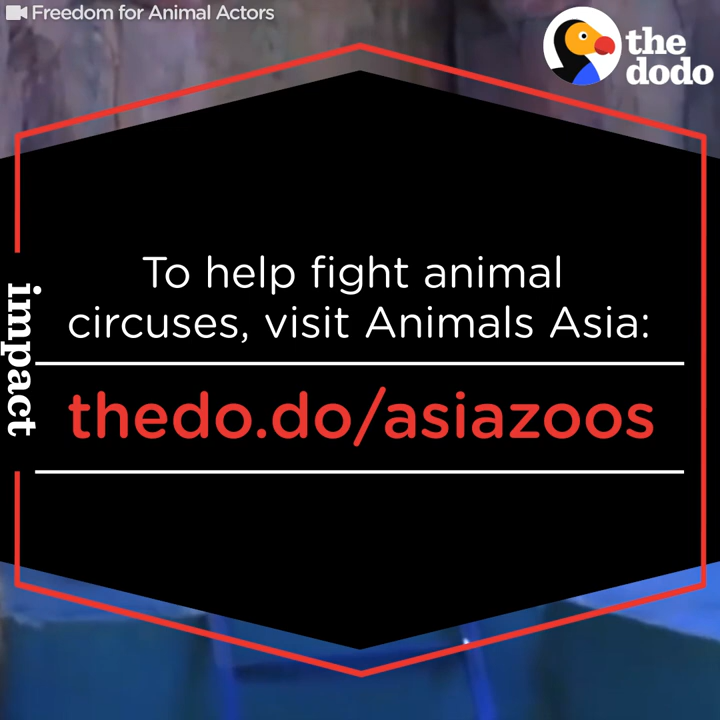 Freedom for Animal Actors
the
dodo
To help fight animal
circuses, visit Animals Asia:
impact
thedo.do/asiazoos